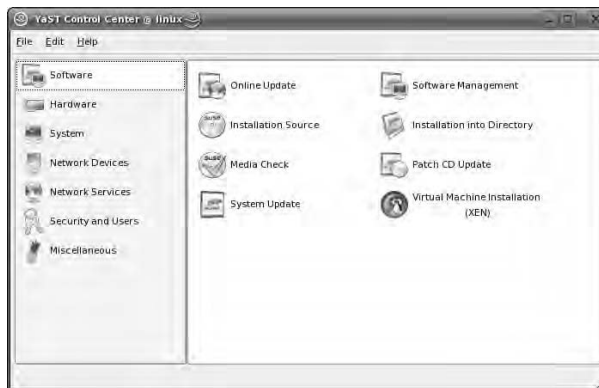 YaST Control Center @ linux
File Edit Help
Software
Hardware
System
Network Devices
Network Services
Security and Users
Miscellaneous
Online Update
Software Management
Installation Source
Installation into Directory
Media Check
Patch CD Update
System Update
Virtual Machine Installation
(XEN)